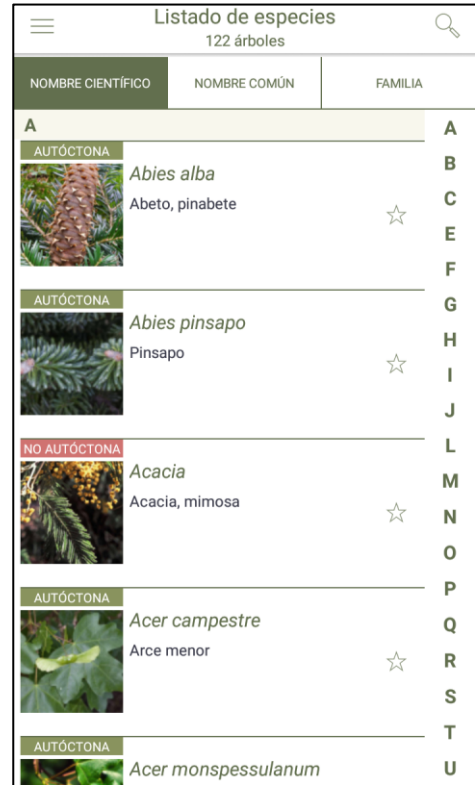 Listado de especies
122 árboles
NOMBRE CIENTÍFICO
NOMBRE COMÚN
FAMILIA
A
AUTÓCTONA
Abies alba
Abeto, pinabete
AUTÓCTONA
Abies pinsapo
Pinsapo
NO AUTÓCTONA
Acacia
Acacia, mimosa
AUTÓCTONA
Acer campestre
Arce menor
AUTÓCTONA
Acer monspessulanum
A
B
C
E
F
G
H
I
J
L
M
N
O
P
Q
R
S
T
U